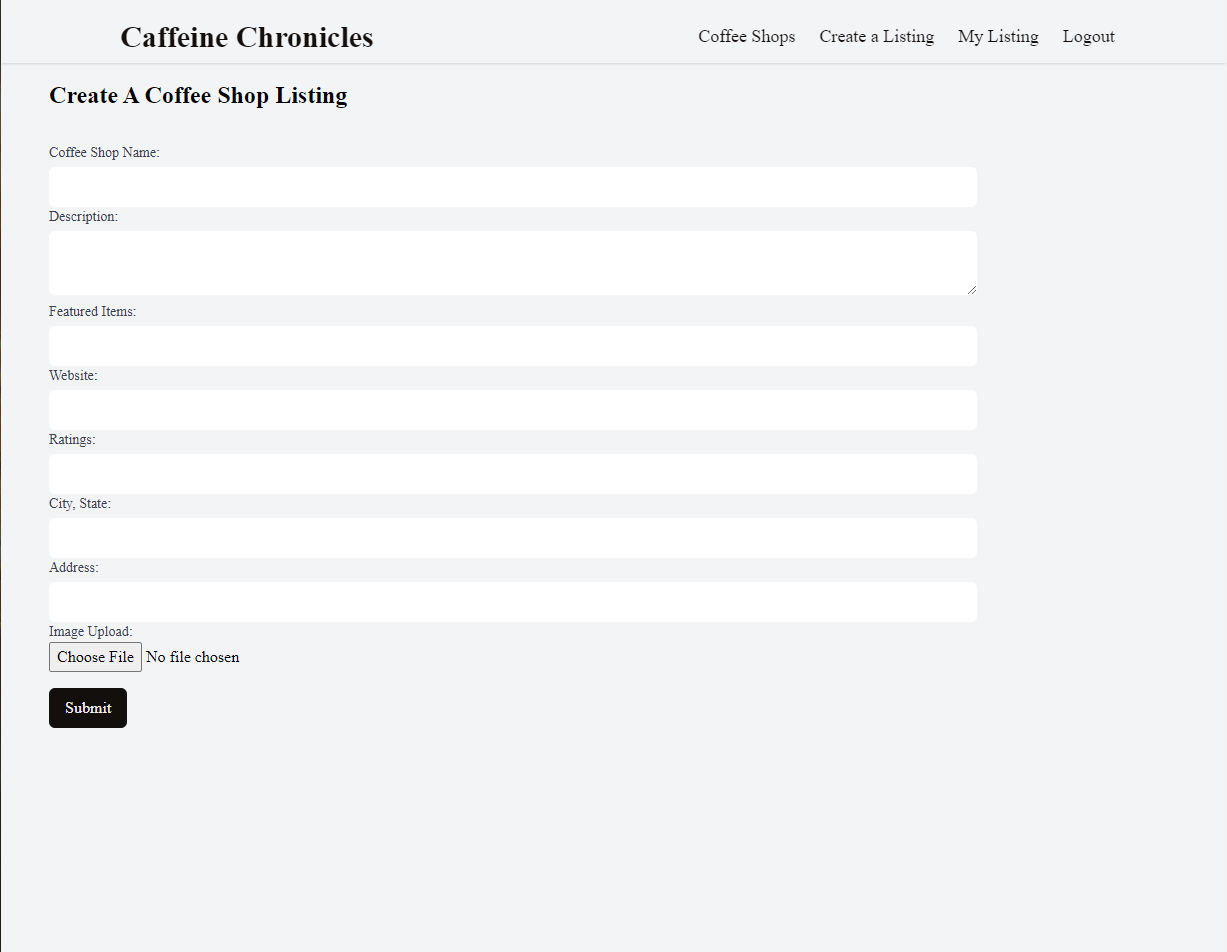 Caffeine Chronicles
Coffee Shops Create a Listing My Listing Logout
Create A Coffee Shop Listing
Coffee Shop Name:
Description:
Featured Items:
Website:
Ratings:
City, State:
Address:
Image Upload:
Choose File No file chosen
Submit